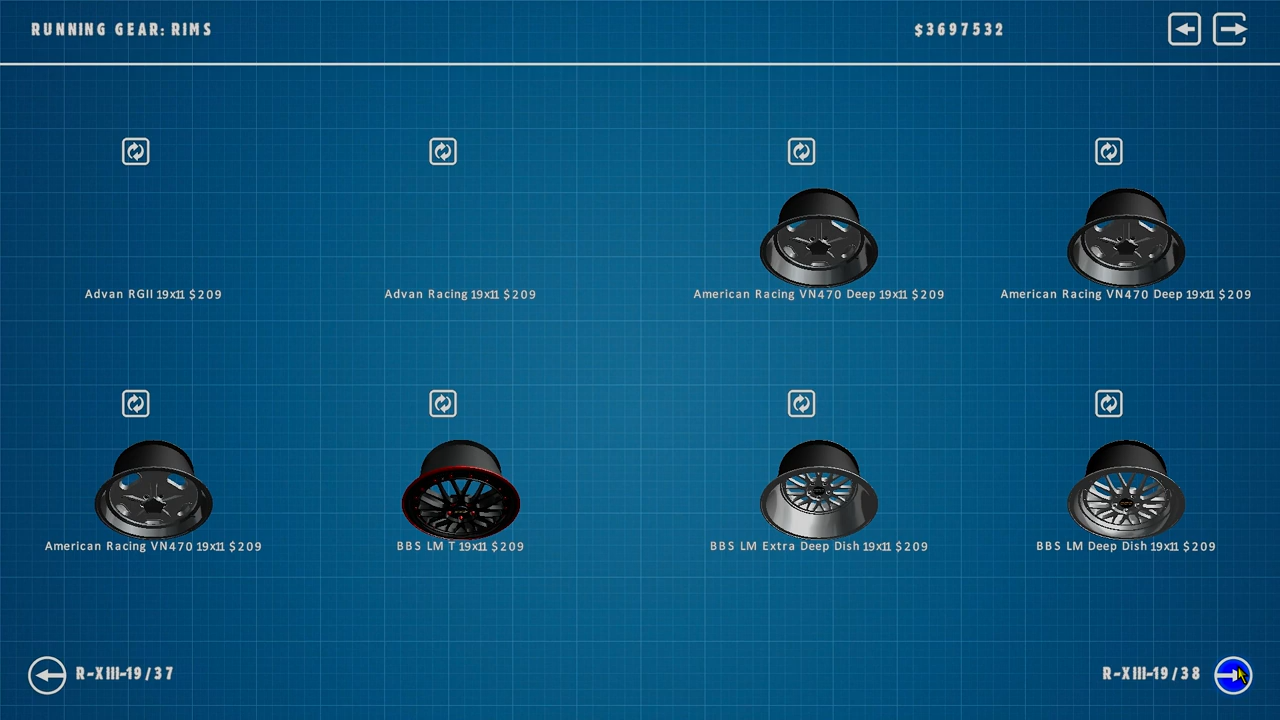 RUNNING GEAR: RIMS
$3697532
Advan RGII 19x11 $209
Advan Racing 19x11 $209
American Racing VN470 Deep 19x11 $209
American Racing VN470 Deep 19x11 $209
American Racing VN470 19x11 $209
BBS LM T 19x11 $209
BBS LM Extra Deep Dish 19x11 $209
BBS LM Deep Dish 19x11 $209
R-XIII-19/37
R-XIII-19/38